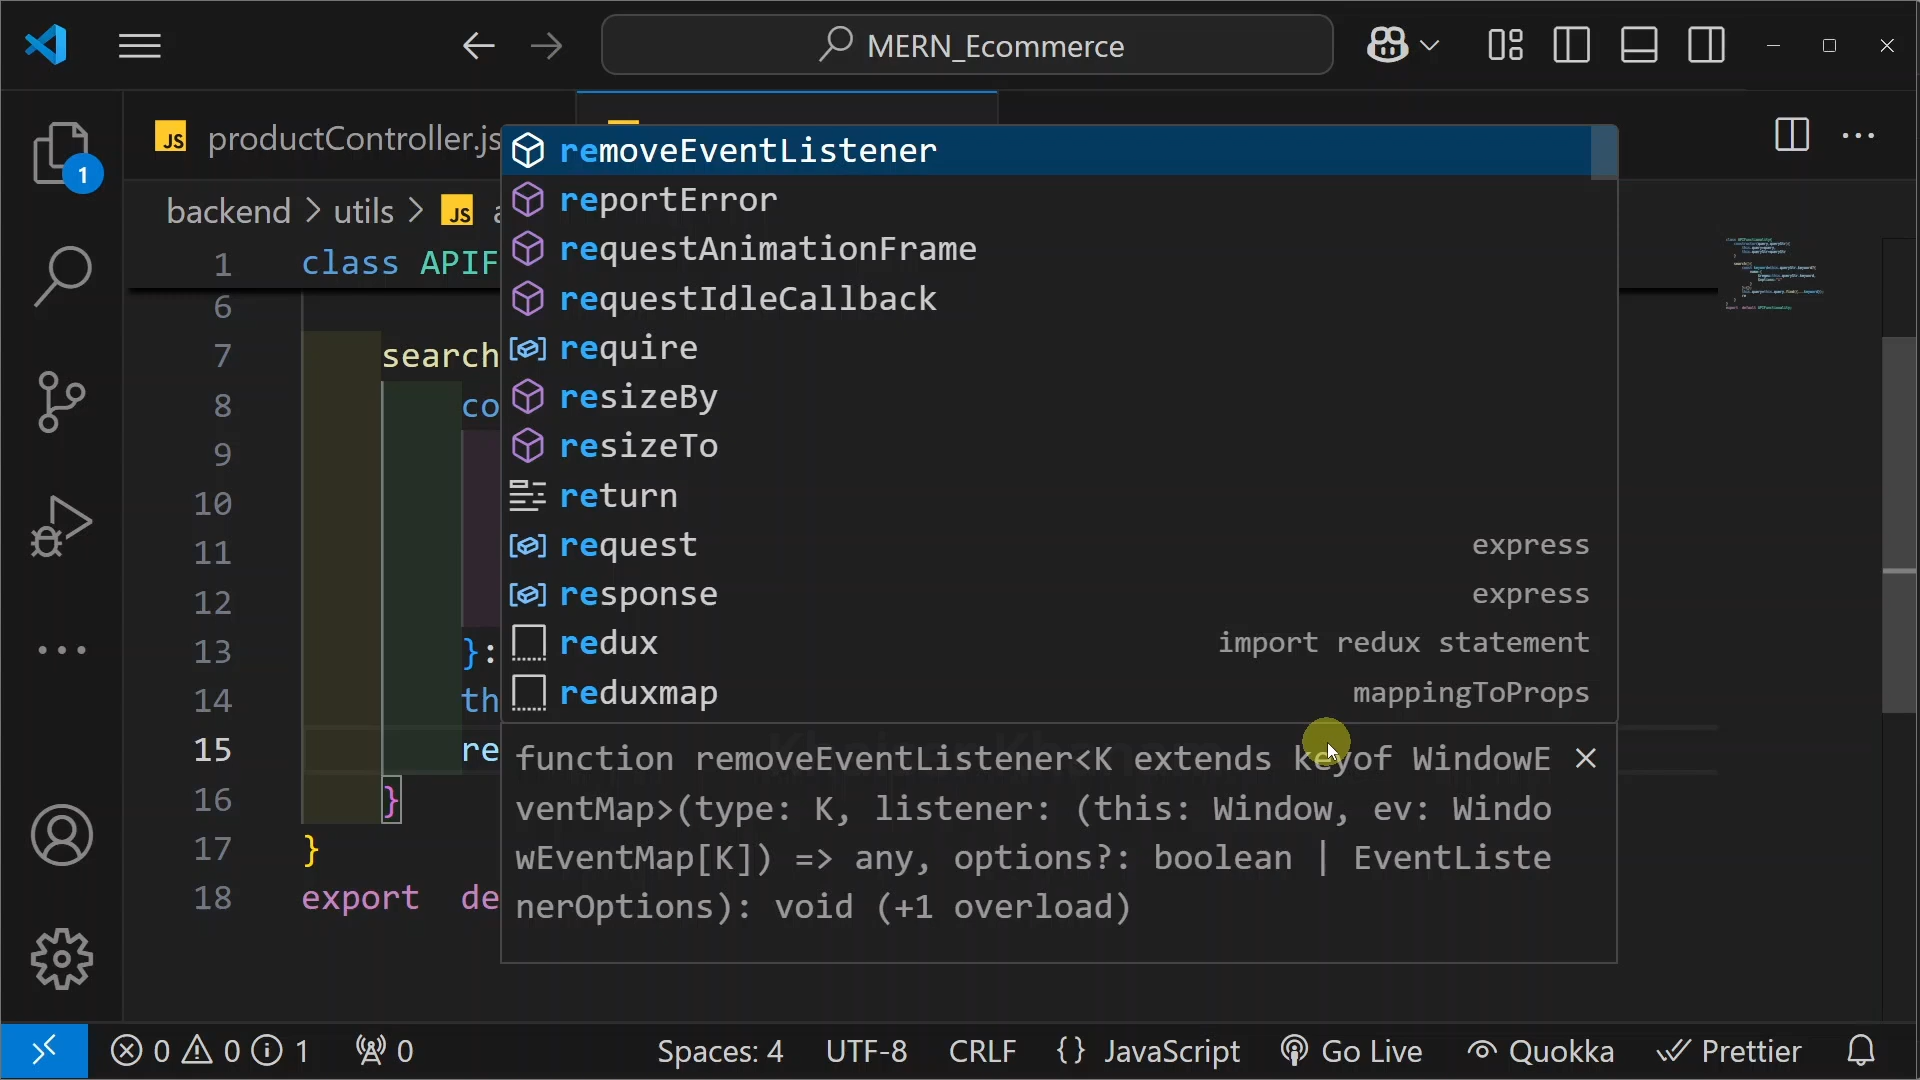 MERN_Ecommerce
1
JS productController.js
backend > utils > JS
1 class APIF
6
7 search
8 co
9
10
11
12
13 }:
14 th
15 re
16 }
17 }
18 export de
removeEventListener
reportError
requestAnimationFrame
requestIdleCallback
require
resizeBy
resizeTo
return
request express
response express
redux import redux statement
reduxmap mappingToProps
function removeEventListener<K extends keyof WindowE
ventMap>(type: K, listener: (this: Window, ev: Windo
wEventMap[K]) => any, options?: boolean | EventListe
nerOptions): void (+1 overload)
0 0 1 0 Spaces: 4 UTF-8 CRLF {} JavaScript Go Live Quokka Prettier